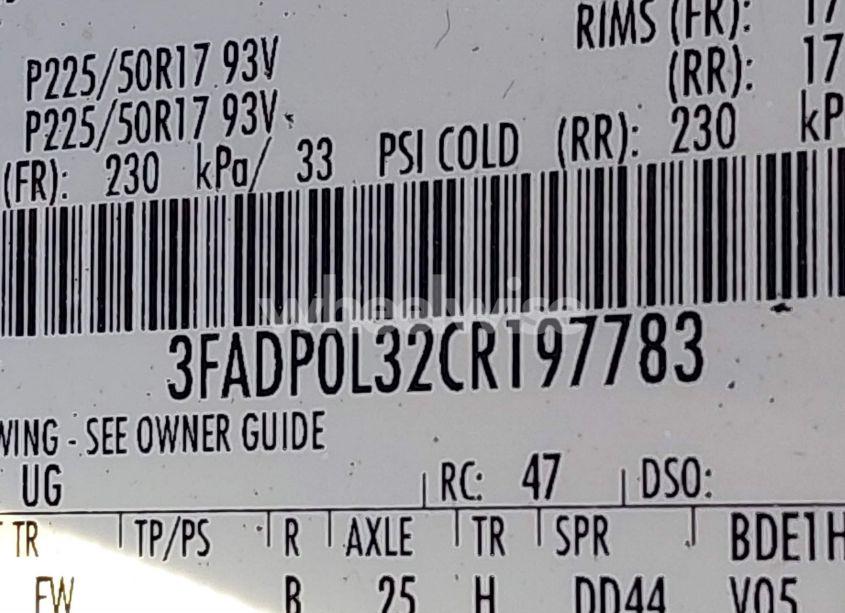 RIMS (FR): 17
P225/50R17 93V (RR): 17
P225/50R17 93V
(FR): 230 kPa/ 33 PSI COLD (RR): 230 kP
wheelwise
3FADP0L32CR197783
WING - SEE OWNER GUIDE
UG RC: 47 DSO:
TR TP/PS R AXLE TR SPR BDE1H
FW B 25 H DD44 V05